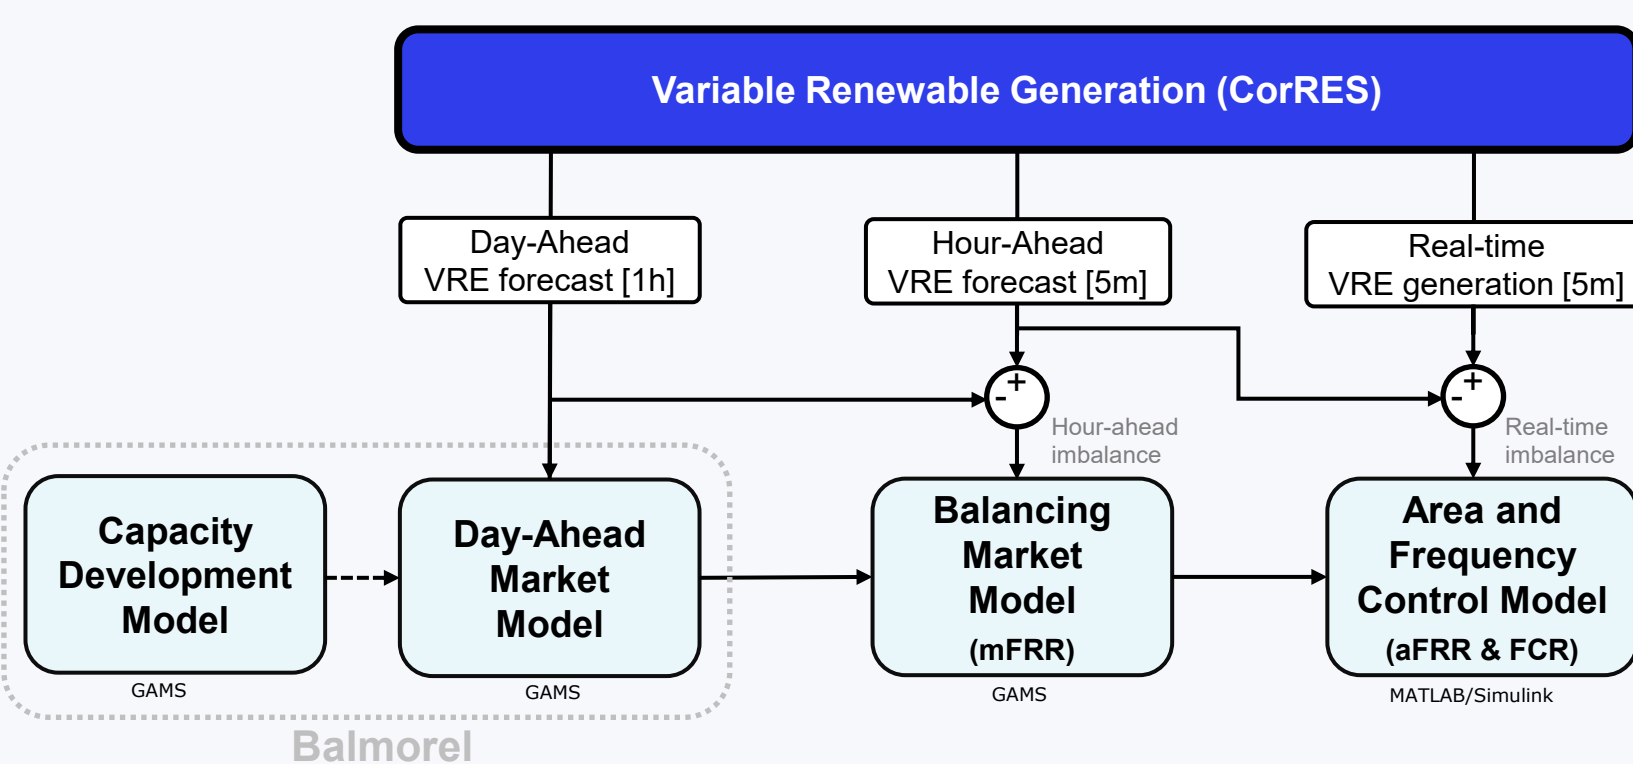 Variable Renewable Generation (CorRES)
Day-Ahead
VRE forecast [1h]
Hour-Ahead
VRE forecast [5m]
Real-time
VRE generation [5m]
+
-
+
-
Hour-ahead
imbalance
Real-time
imbalance
Capacity
Development
Model
GAMS
Day-Ahead
Market
Model
GAMS
Balancing
Market
Model
(mFRR)
GAMS
Area and
Frequency
Control Model
(aFRR & FCR)
MATLAB/Simulink
Balmorel